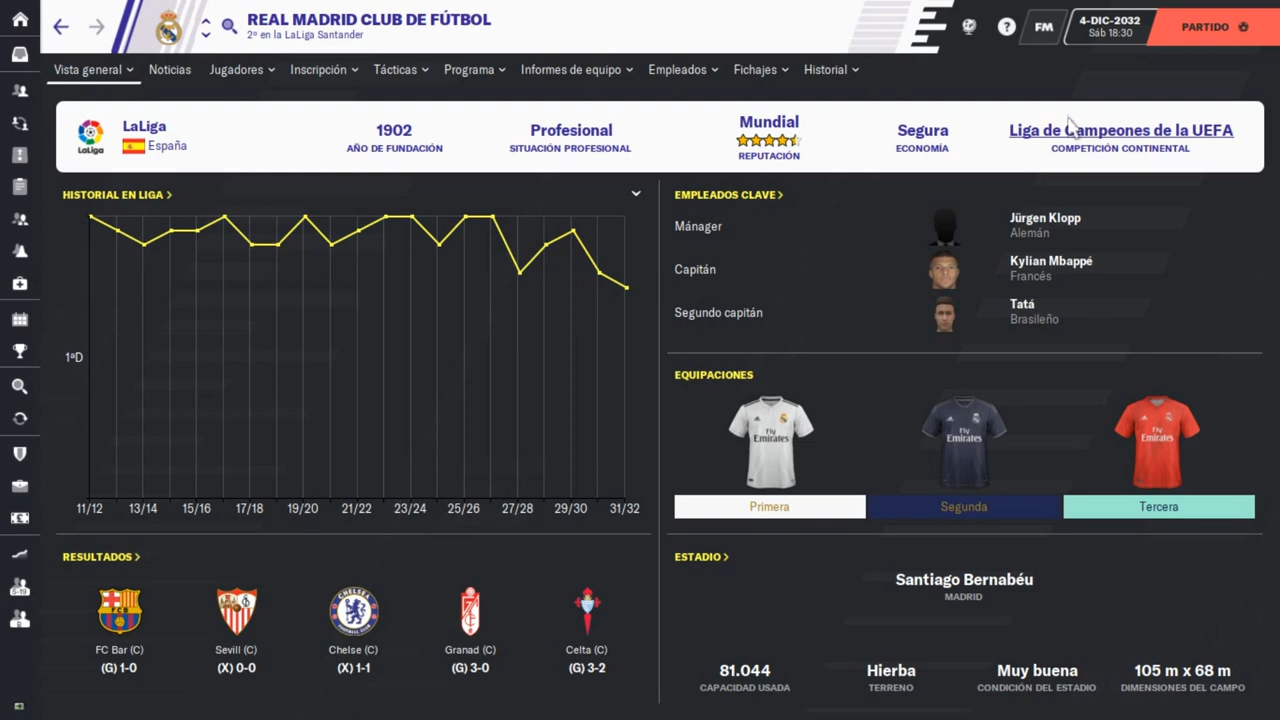 REAL MADRID CLUB DE FÚTBOL
2º en la LaLiga Santander
FM
4-DIC-2032
Sáb 18:30
PARTIDO
Vista general
Noticias
Jugadores
Inscripción
Tácticas
Programa
Informes de equipo
Empleados
Fichajes
Historial
LaLiga
LaLiga
España
1902
AÑO DE FUNDACIÓN
Profesional
SITUACIÓN PROFESIONAL
Mundial
REPUTACIÓN
Segura
ECONOMÍA
Liga de Campeones de la UEFA
COMPETICIÓN CONTINENTAL
HISTORIAL EN LIGA
1ªD
11/12 13/14 15/16 17/18 19/20 21/22 23/24 25/26 27/28 29/30 31/32
EMPLEADOS CLAVE
Mánager
Jürgen Klopp
Alemán
Capitán
Kylian Mbappé
Francés
Segundo capitán
Tatá
Brasileño
EQUIPACIONES
Fly Emirates
Fly Emirates
Fly Emirates
Primera
Segunda
Tercera
RESULTADOS
FCB
FC Bar (C)
(G) 1-0
Sevill (C)
(X) 0-0
CHELSEA
Chelse (C)
(X) 1-1
Granad (C)
(G) 3-0
Celta (C)
(G) 3-2
ESTADIO
Santiago Bernabéu
MADRID
81.044
CAPACIDAD USADA
Hierba
TERRENO
Muy buena
CONDICIÓN DEL ESTADIO
105 m x 68 m
DIMENSIONES DEL CAMPO